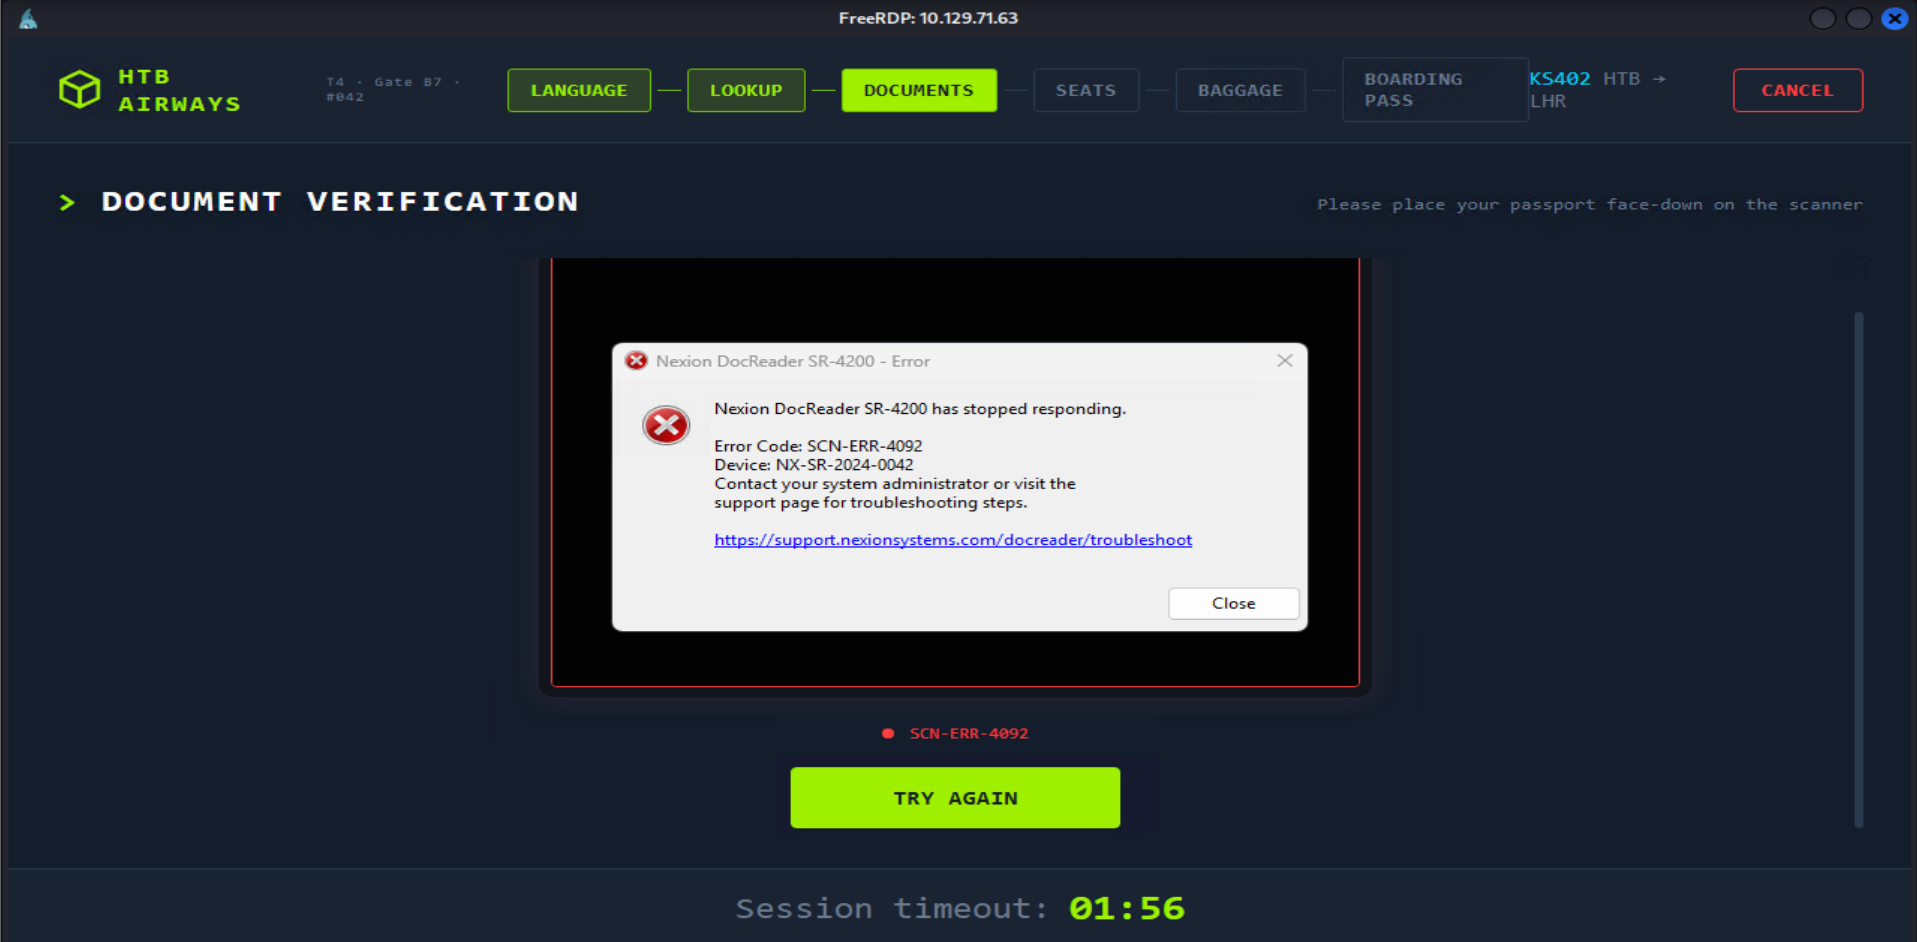 FreeRDP: 10.129.71.63
HTB
AIRWAYS
T4 · Gate B7 ·
#042
LANGUAGE
LOOKUP
DOCUMENTS
SEATS
BAGGAGE
BOARDING
PASS
KS402 HTB →
LHR
CANCEL
> DOCUMENT VERIFICATION
Please place your passport face-down on the scanner
Nexion DocReader SR-4200 - Error
Nexion DocReader SR-4200 has stopped responding.
Error Code: SCN-ERR-4092
Device: NX-SR-2024-0042
Contact your system administrator or visit the
support page for troubleshooting steps.
https://support.nexionsystems.com/docreader/troubleshoot
Close
SCN-ERR-4092
TRY AGAIN
Session timeout: 01:56